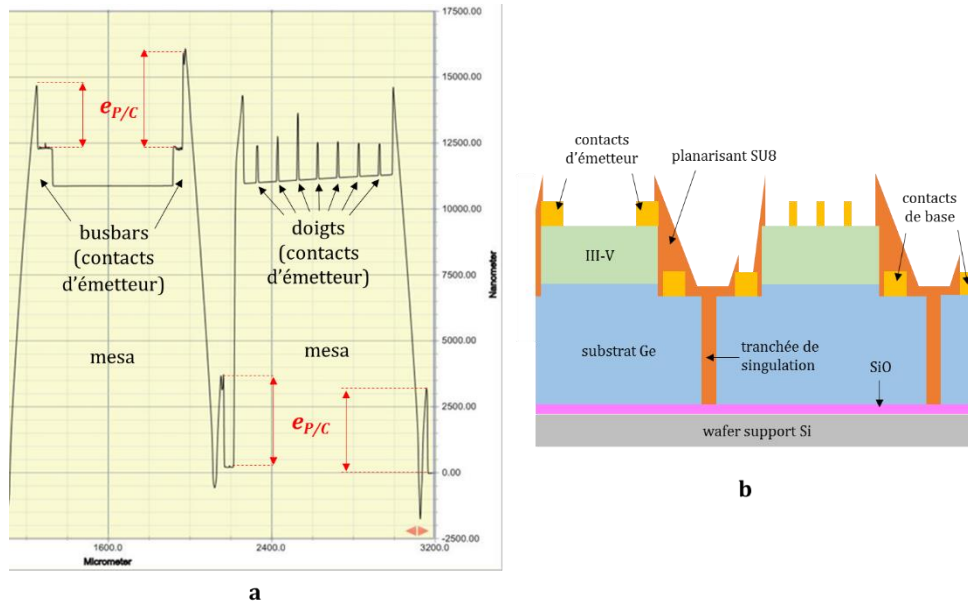 17500.00
15000.00
12500.00
10000.00
7500.00
5000.00
2500.00
0.00
-2500.00
Nanometer
1600.0
2400.0
3200.0
Micrometer
e_P/C
busbars
(contacts
d'émetteur)
doigts
(contacts
d'émetteur)
mesa
mesa
e_P/C
a
contacts
d'émetteur
planarisant SU8
contacts
de base
III-V
substrat Ge
tranchée de
singulation
SiO
wafer support Si
b